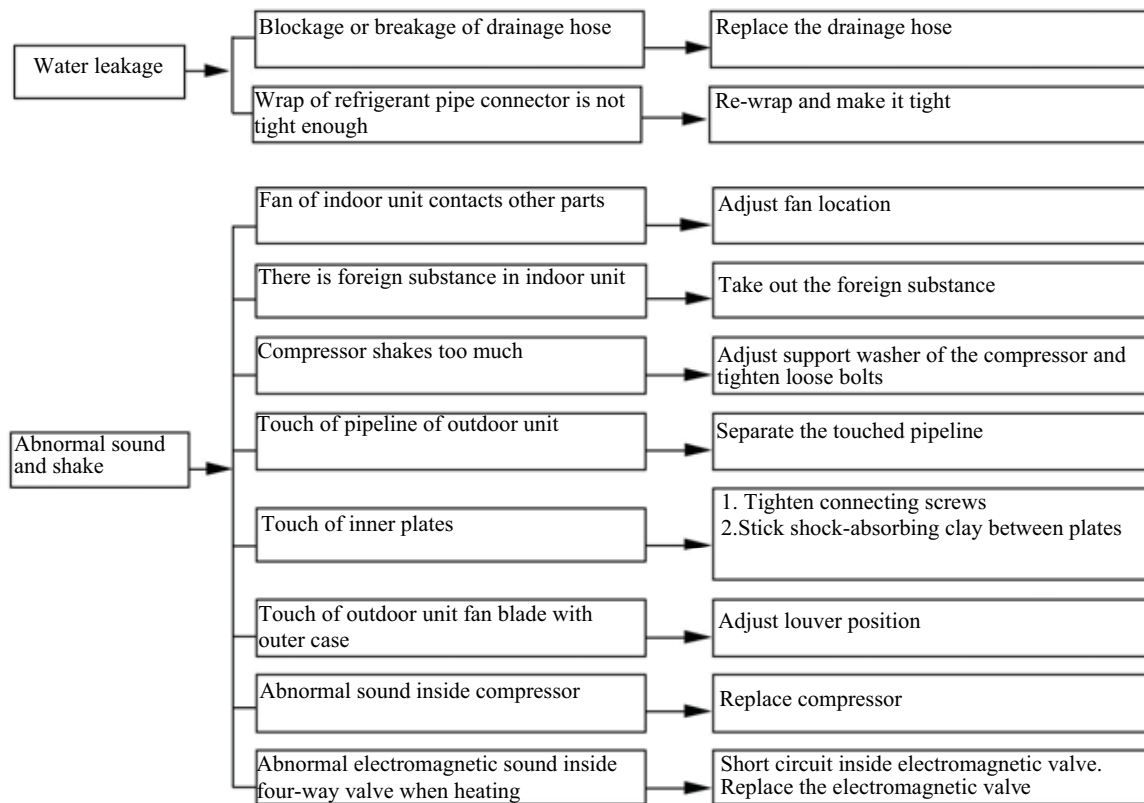 Water leakage
Blockage or breakage of drainage hose
Replace the drainage hose
Wrap of refrigerant pipe connector is not
tight enough
Re-wrap and make it tight
Abnormal sound
and shake
Fan of indoor unit contacts other parts
Adjust fan location
There is foreign substance in indoor unit
Take out the foreign substance
Compressor shakes too much
Adjust support washer of the compressor and
tighten loose bolts
Touch of pipeline of outdoor unit
Separate the touched pipeline
Touch of inner plates
1. Tighten connecting screws
2.Stick shock-absorbing clay between plates
Touch of outdoor unit fan blade with
outer case
Adjust louver position
Abnormal sound inside compressor
Replace compressor
Abnormal electromagnetic sound inside
four-way valve when heating
Short circuit inside electromagnetic valve.
Replace the electromagnetic valve